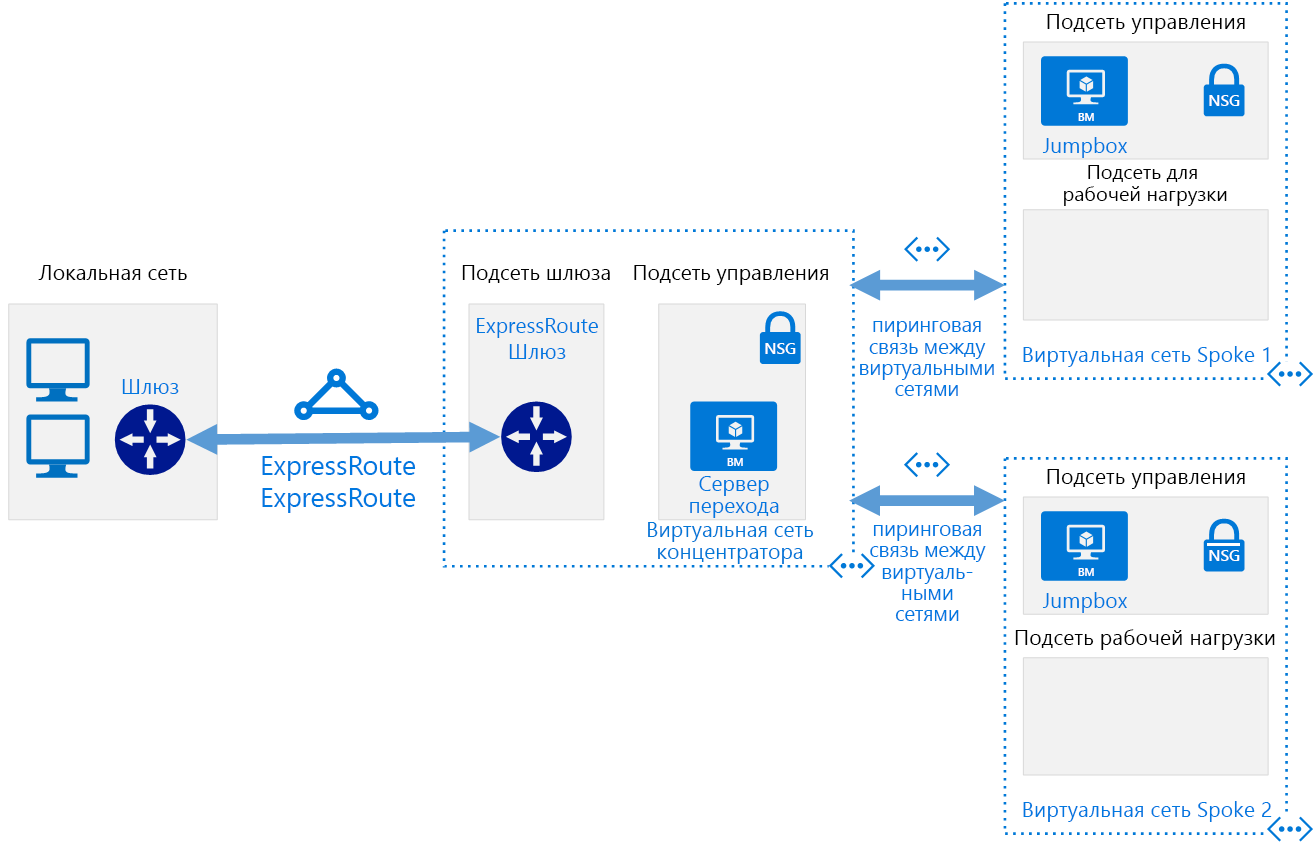 Локальная сеть
Шлюз
ExpressRoute
ExpressRoute
Подсеть шлюза
ExpressRoute
Шлюз
Подсеть управления
NSG
ВМ
Сервер
перехода
Виртуальная сеть
концентратора
пиринговая
связь между
виртуальными
сетями
пиринговая
связь между
виртуаль-
ными
сетями
Подсеть управления
ВМ
NSG
Jumpbox
Подсеть для
рабочей нагрузки
Виртуальная сеть Spoke 1
Подсеть управления
ВМ
NSG
Jumpbox
Подсеть рабочей нагрузки
Виртуальная сеть Spoke 2